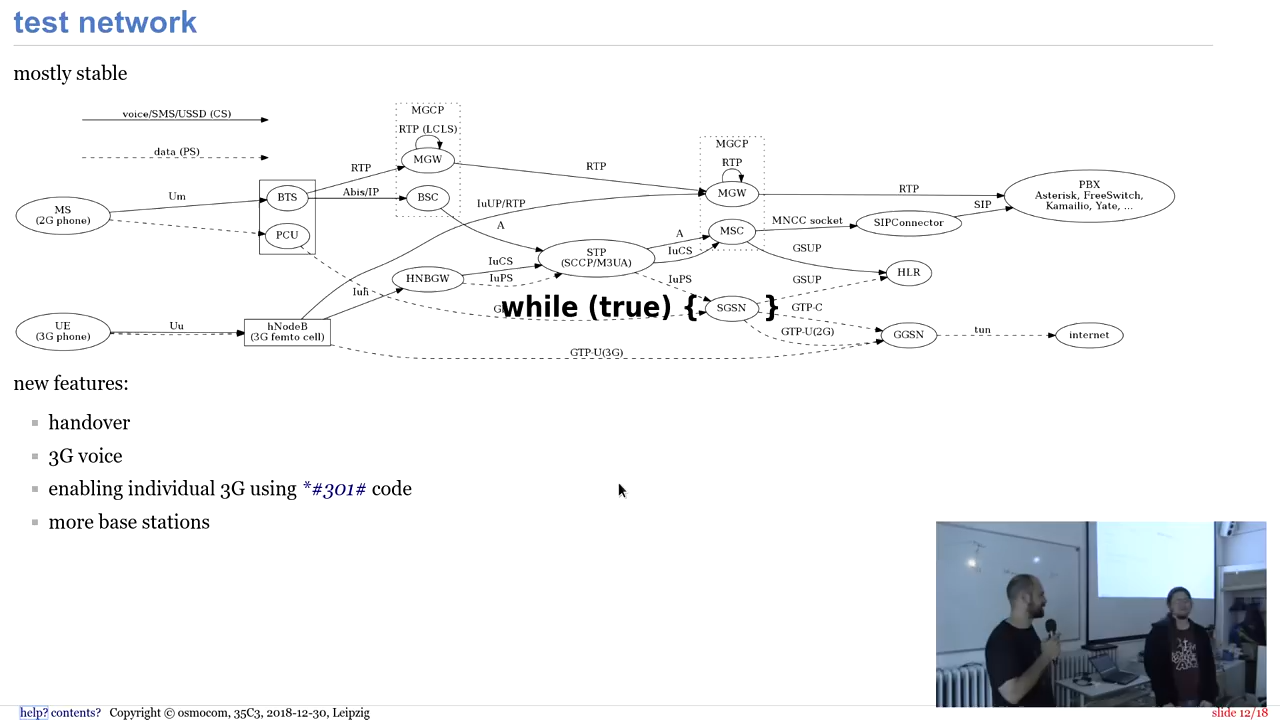 test network
mostly stable
voice/SMS/USSD (CS)
data (PS)
MGCP
RTP (LCLS)
MGW
RTP
Abis/IP
BSC
MS
(2G phone)
Um
BTS
PCU
RTP
MGCP
RTP
MGW
MSC
RTP
PBX
Asterisk, FreeSwitch,
Kamailio, Yate, ...
SIP
MNCC socket
SIPConnector
IuUP/RTP
A
STP
(SCCP/M3UA)
A
IuCS
IuPS
GSUP
GSUP
HLR
HNBGW
IuCS
IuPS
Iuh
while (true) { SGSN }
GTP-C
GTP-U(2G)
GGSN
tun
internet
UE
(3G phone)
Uu
hNodeB
(3G femto cell)
GTP-U(3G)
new features:
handover
3G voice
enabling individual 3G using *#301# code
more base stations
help? contents? Copyright © osmocom, 35C3, 2018-12-30, Leipzig
slide 12/18